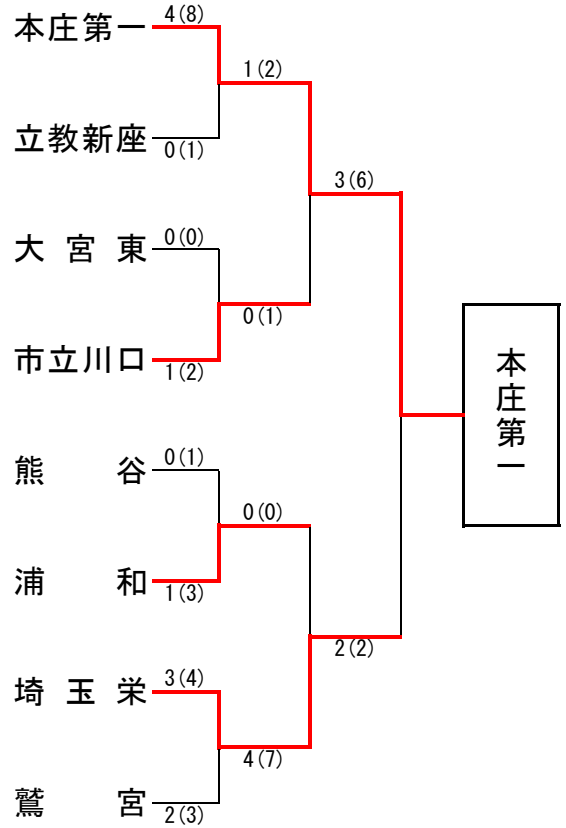 本庄第一
4(8)
1(2)
立教新座
0(1)
3(6)
大宮東
0(0)
0(1)
市立川口
1(2)
本庄第一
熊谷
0(1)
0(0)
浦和
1(3)
2(2)
埼玉栄
3(4)
4(7)
鷲宮
2(3)